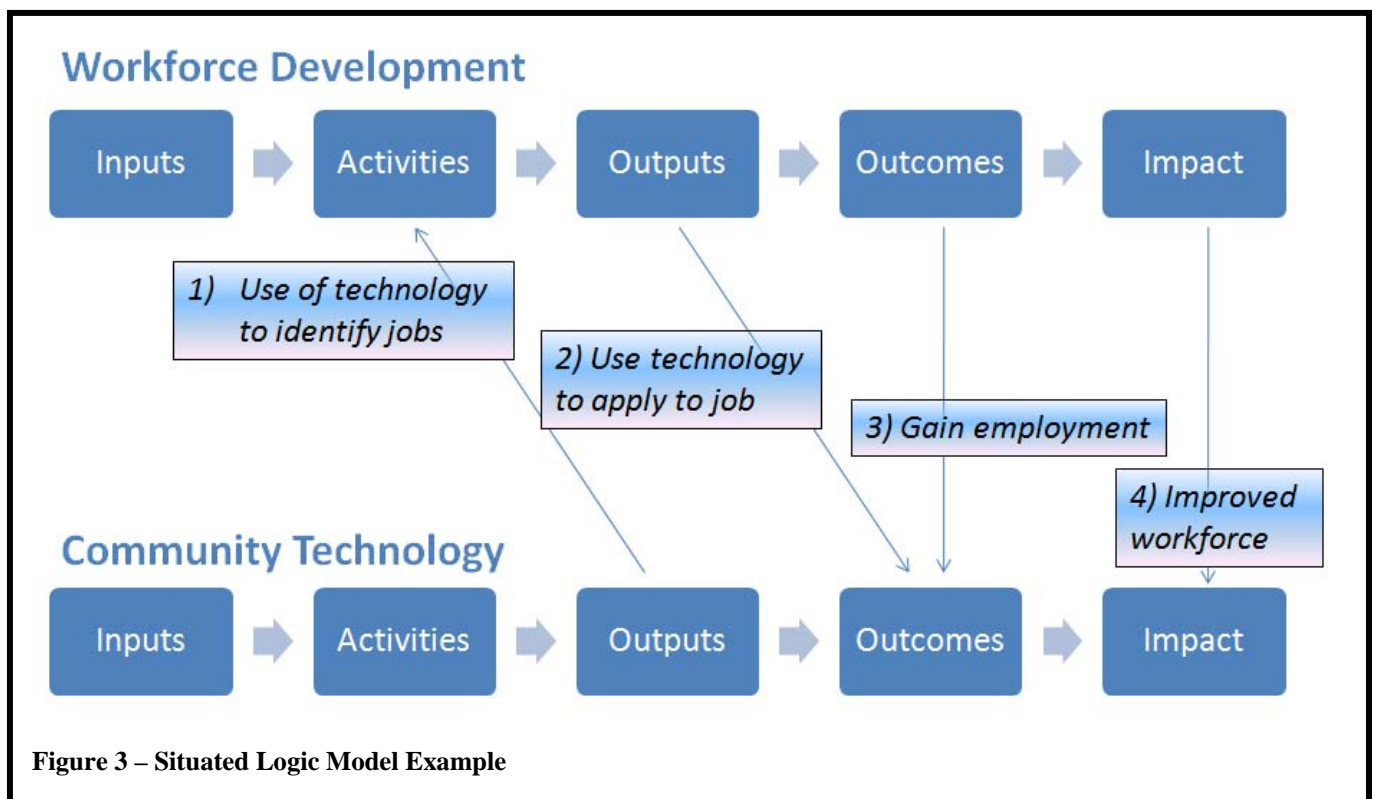 Workforce Development
Inputs
Activities
Outputs
Outcomes
Impact
1) Use of technology
to identify jobs
2) Use technology
to apply to job
3) Gain employment
4) Improved
workforce
Community Technology
Inputs
Activities
Outputs
Outcomes
Impact
Figure 3 – Situated Logic Model Example